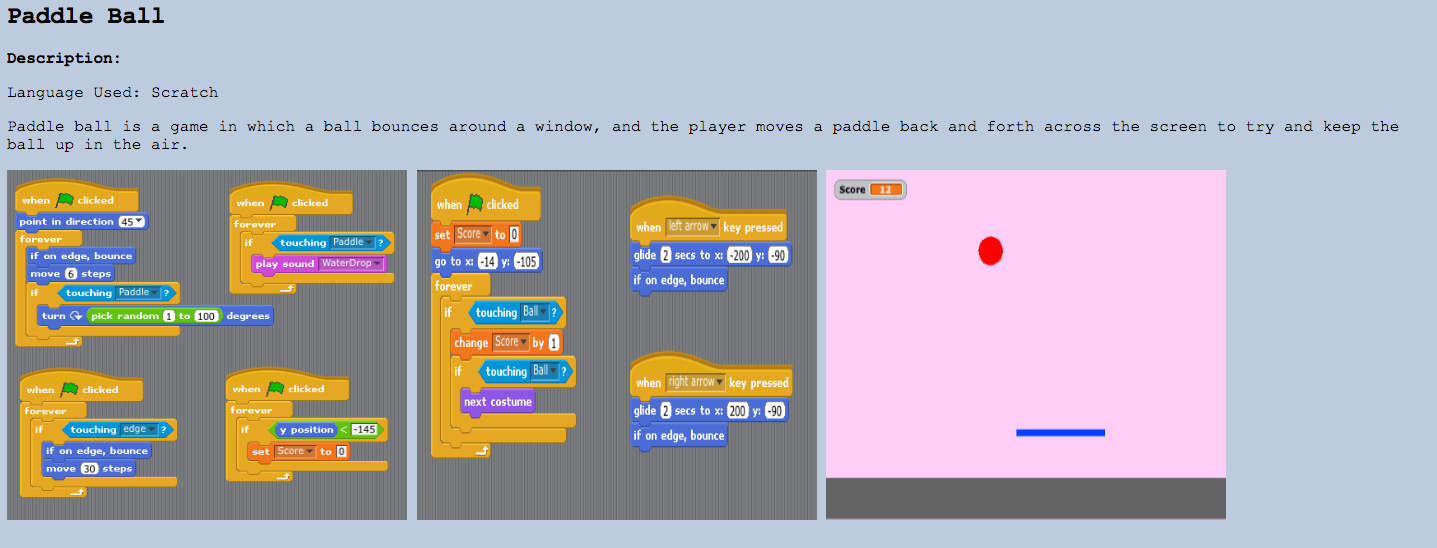 Paddle Ball
Description:
Language Used: Scratch
Paddle ball is a game in which a ball bounces around a window, and the player moves a paddle back and forth across the screen to try and keep the
ball up in the air.
when clicked
point in direction 45
forever
if on edge, bounce
move 6 steps
if touching Paddle ?
turn pick random 1 to 100 degrees
when clicked
forever
if touching Paddle ?
play sound WaterDrop
when clicked
forever
if touching edge ?
if on edge, bounce
move 30 steps
when clicked
forever
if y position < -145
set Score to 0
when clicked
set Score to 0
go to x: -14 y: -105
forever
if touching Ball ?
change Score by 1
if touching Ball ?
next costume
when left arrow key pressed
glide 2 secs to x: -200 y: -90
if on edge, bounce
when right arrow key pressed
glide 2 secs to x: 200 y: -90
if on edge, bounce
Score 12